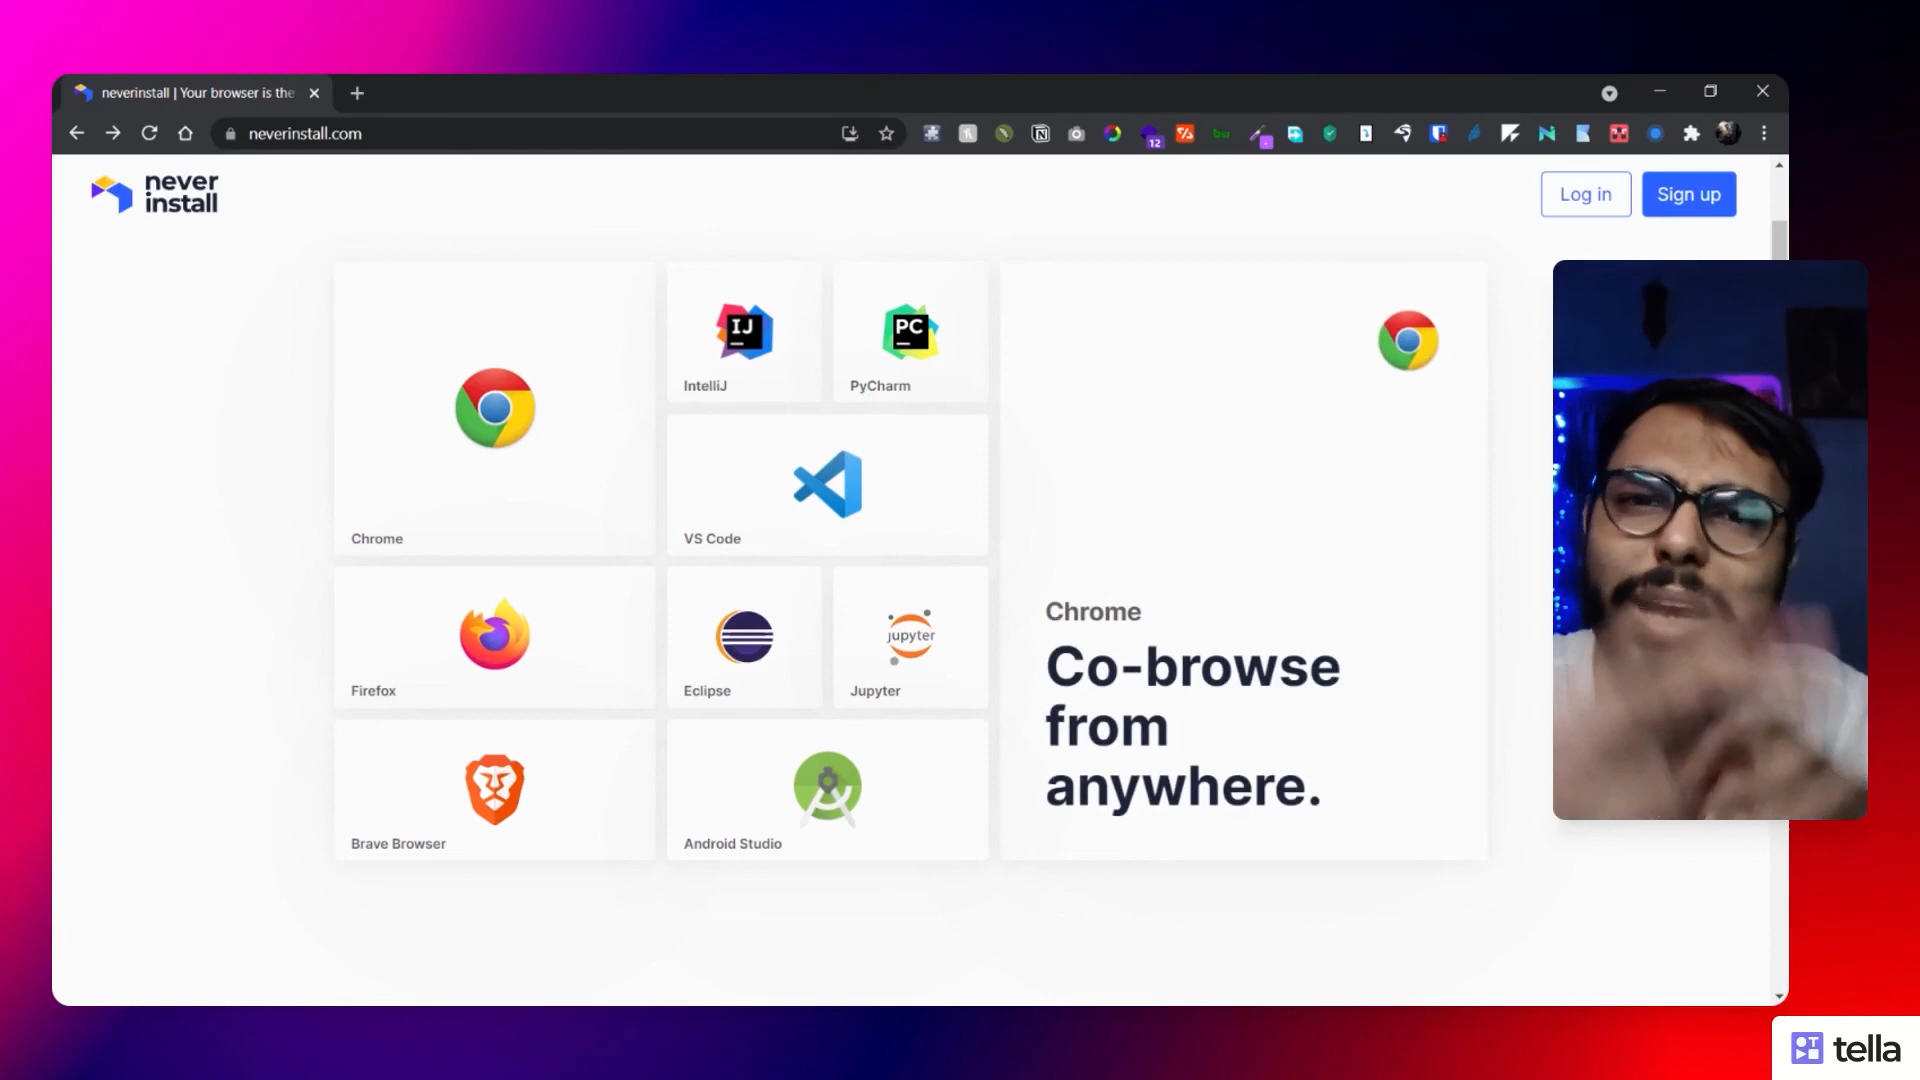 neverinstall | Your browser is the
neverinstall.com
12
never
install
Log in
Sign up
IJ
IntelliJ
PC
PyCharm
Chrome
VS Code
Firefox
Eclipse
jupyter
Jupyter
Brave Browser
Android Studio
Chrome
Co-browse
from
anywhere.
tella